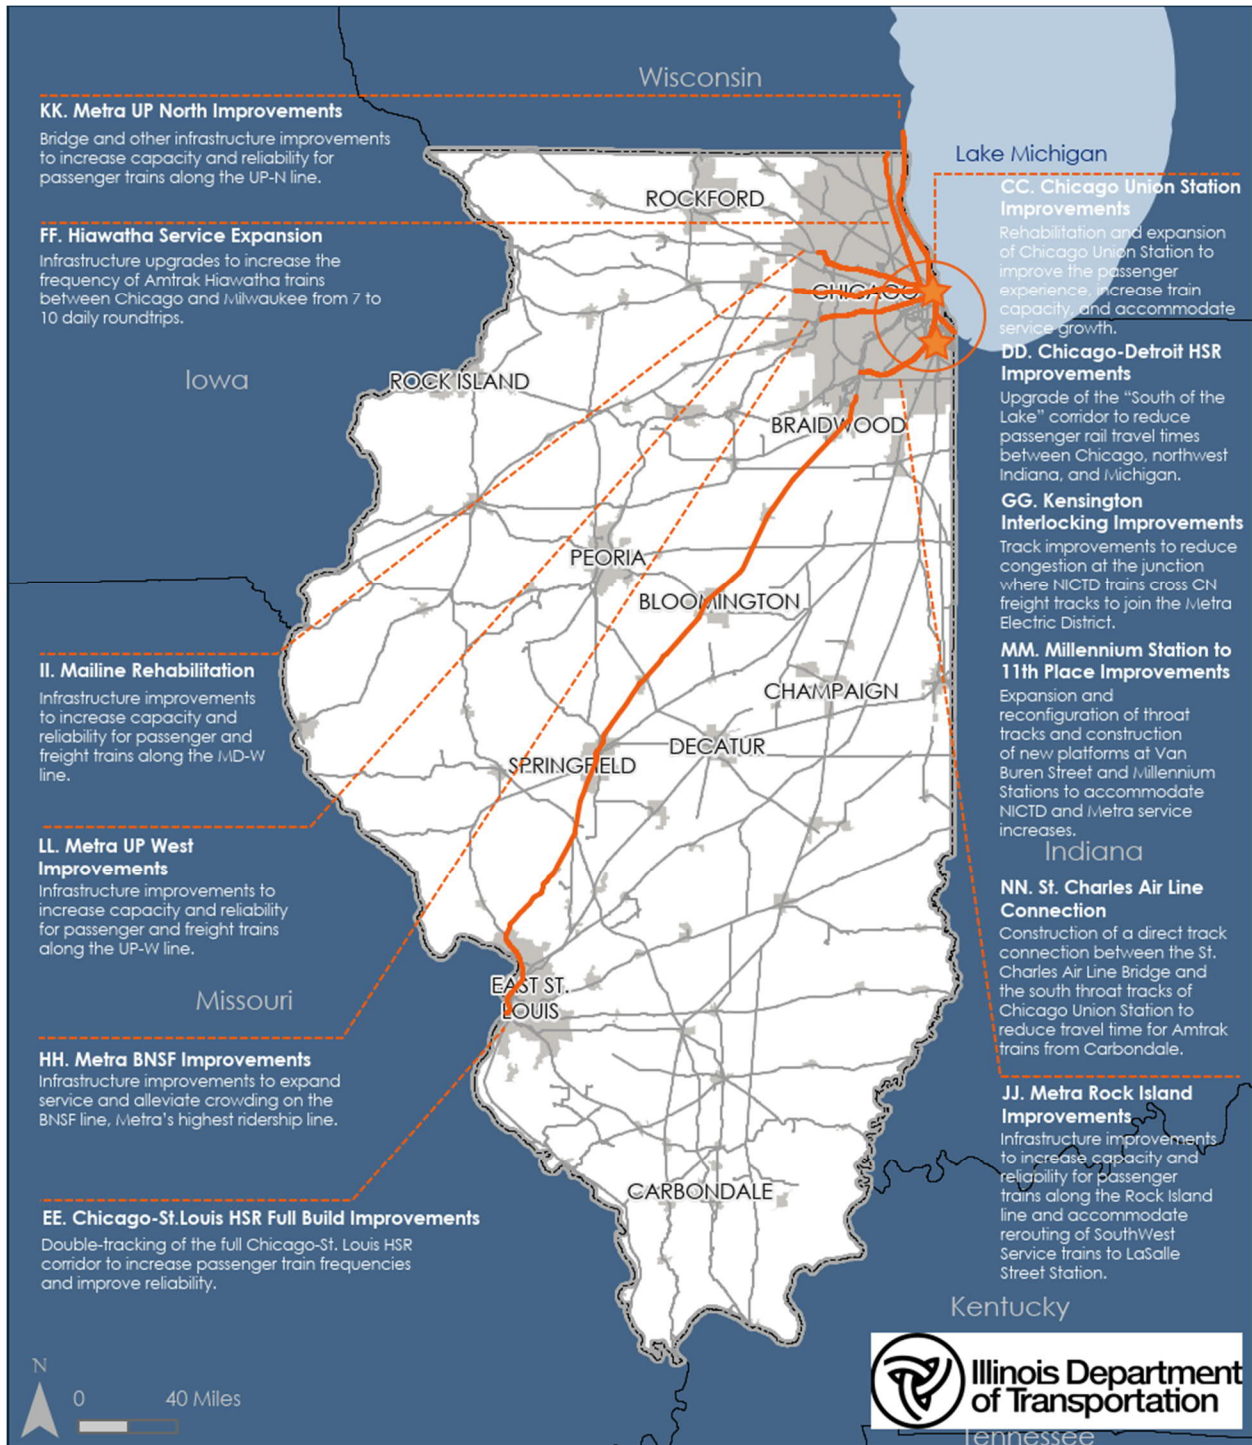 Wisconsin
KK. Metra UP North Improvements
Bridge and other infrastructure improvements
to increase capacity and reliability for
passenger trains along the UP-N line.
FF. Hiawatha Service Expansion
Infrastructure upgrades to increase the
frequency of Amtrak Hiawatha trains
between Chicago and Milwaukee from 7 to
10 daily roundtrips.
Iowa
II. Mailine Rehabilitation
Infrastructure improvements
to increase capacity and
reliability for passenger and
freight trains along the MD-W
line.
LL. Metra UP West
Improvements
Infrastructure improvements to
increase capacity and reliability
for passenger and freight trains
along the UP-W line.
Missouri
HH. Metra BNSF Improvements
Infrastructure improvements to expand
service and alleviate crowding on the
BNSF line, Metra's highest ridership line.
EE. Chicago-St.Louis HSR Full Build Improvements
Double-tracking of the full Chicago-St. Louis HSR
corridor to increase passenger train frequencies
and improve reliability.
N
0 40 Miles
ROCKFORD
CHICAGO
ROCK ISLAND
BRAIDWOOD
PEORIA
BLOOMINGTON
CHAMPAIGN
DECATUR
SPRINGFIELD
EAST ST.
LOUIS
CARBONDALE
Lake Michigan
CC. Chicago Union Station
Improvements
Rehabilitation and expansion
of Chicago Union Station to
improve the passenger
experience, increase train
capacity, and accommodate
service growth.
DD. Chicago-Detroit HSR
Improvements
Upgrade of the “South of the
Lake” corridor to reduce
passenger rail travel times
between Chicago, northwest
Indiana, and Michigan.
GG. Kensington
Interlocking Improvements
Track improvements to reduce
congestion at the junction
where NICTD trains cross CN
freight tracks to join the Metra
Electric District.
MM. Millennium Station to
11th Place Improvements
Expansion and
reconfiguration of throat
tracks and construction
of new platforms at Van
Buren Street and Millennium
Stations to accommodate
NICTD and Metra service
increases.
Indiana
NN. St. Charles Air Line
Connection
Construction of a direct track
connection between the St.
Charles Air Line Bridge and
the south throat tracks of
Chicago Union Station to
reduce travel time for Amtrak
trains from Carbondale.
JJ. Metra Rock Island
Improvements
Infrastructure improvements
to increase capacity and
reliability for passenger
trains along the Rock Island
line and accommodate
rerouting of SouthWest
Service trains to LaSalle
Street Station.
Kentucky
Illinois Department
of Transportation
Tennessee